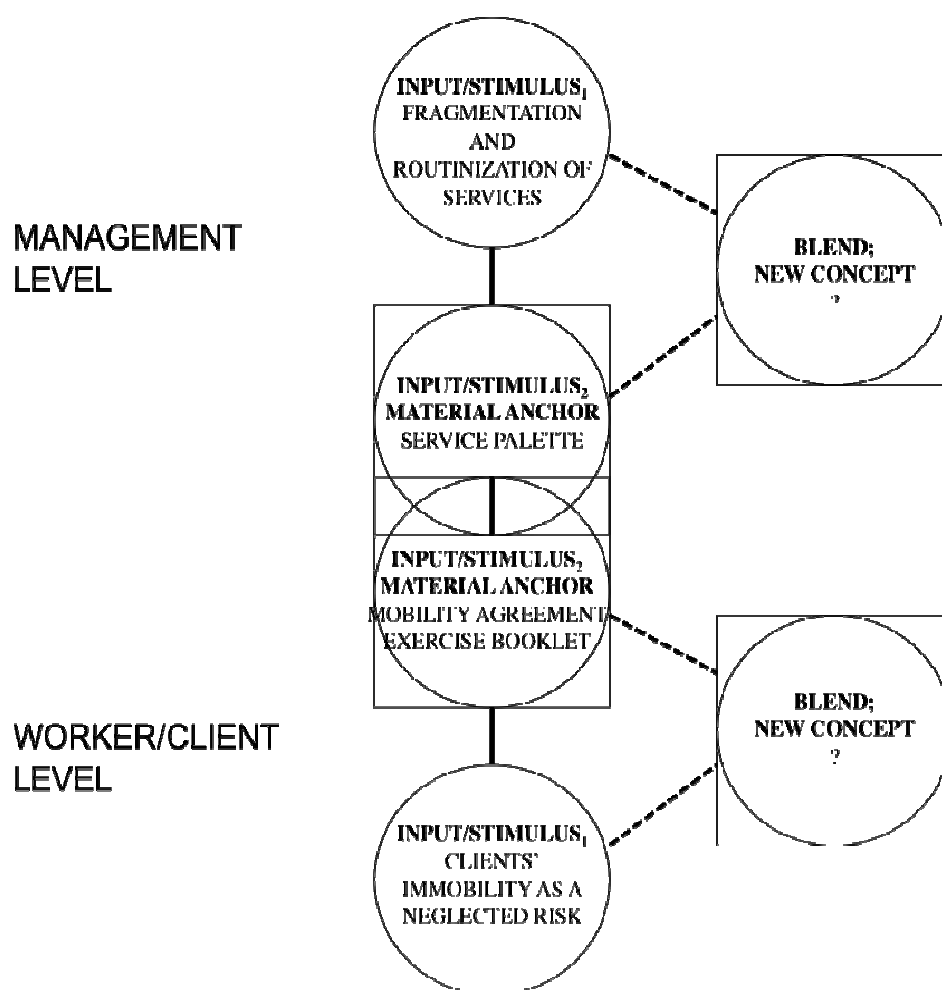 INPUT/STIMULUS₁
FRAGMENTATION
AND
ROUTINIZATION OF
SERVICES
MANAGEMENT
LEVEL
BLEND;
NEW CONCEPT
?
INPUT/STIMULUS₂
MATERIAL ANCHOR
SERVICE PALETTE
INPUT/STIMULUS₂
MATERIAL ANCHOR
MOBILITY AGREEMENT
EXERCISE BOOKLET
WORKER/CLIENT
LEVEL
BLEND;
NEW CONCEPT
?
INPUT/STIMULUS₁
CLIENTS'
IMMOBILITY AS A
NEGLECTED RISK